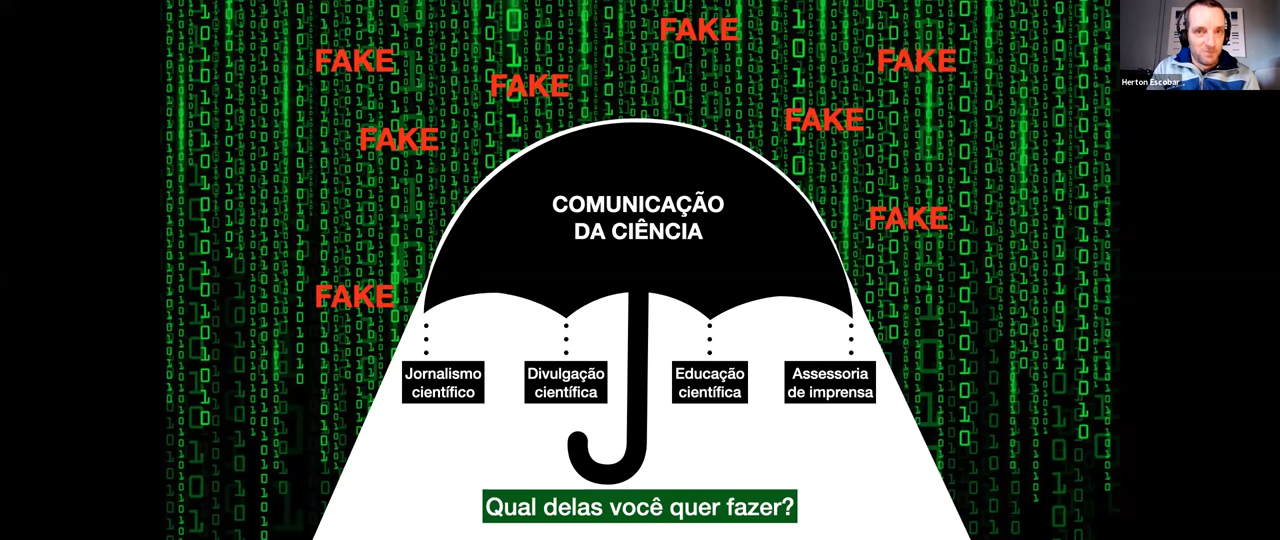 FAKE
FAKE
FAKE
FAKE
FAKE
FAKE
FAKE
FAKE
COMUNICAÇÃO
DA CIÊNCIA
Jornalismo
científico
Divulgação
científica
Educação
científica
Assessoria
de imprensa
Qual delas você quer fazer?
Herton Escobar